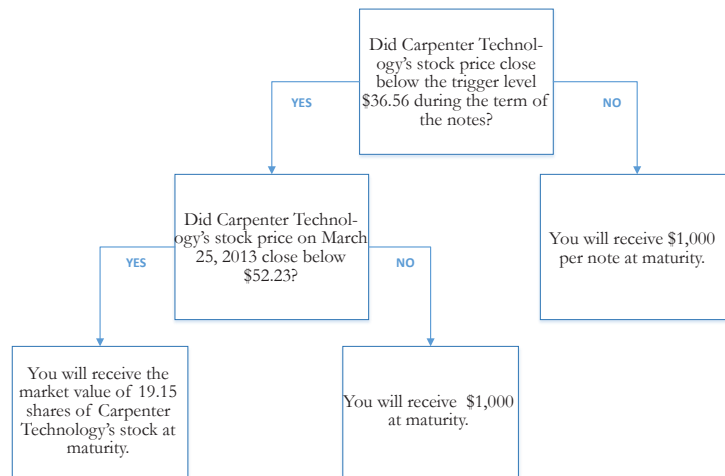 Did Carpenter Technol-
ogy's stock price close
below the trigger level
$36.56 during the term of
the notes?
YES
NO
Did Carpenter Technol-
ogy's stock price on March
25, 2013 close below
$52.23?
You will receive $1,000
per note at maturity.
YES
NO
You will receive the
market value of 19.15
shares of Carpenter
Technology's stock at
maturity.
You will receive $1,000
at maturity.